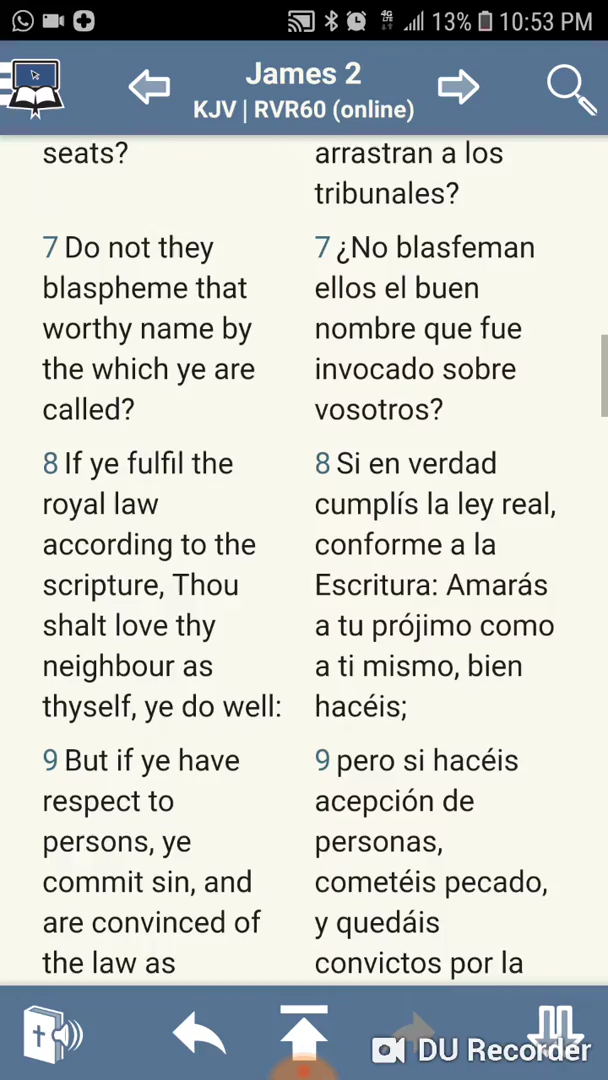 4G LTE 13% 10:53 PM
James 2
KJV | RVR60 (online)
seats?
7 Do not they
blaspheme that
worthy name by
the which ye are
called?
8 If ye fulfil the
royal law
according to the
scripture, Thou
shalt love thy
neighbour as
thyself, ye do well:
9 But if ye have
respect to
persons, ye
commit sin, and
are convinced of
the law as
arrastran a los
tribunales?
7 ¿No blasfeman
ellos el buen
nombre que fue
invocado sobre
vosotros?
8 Si en verdad
cumplís la ley real,
conforme a la
Escritura: Amarás
a tu prójimo como
a ti mismo, bien
hacéis;
9 pero si hacéis
acepción de
personas,
cometéis pecado,
y quedáis
convictos por la
DU Recorder